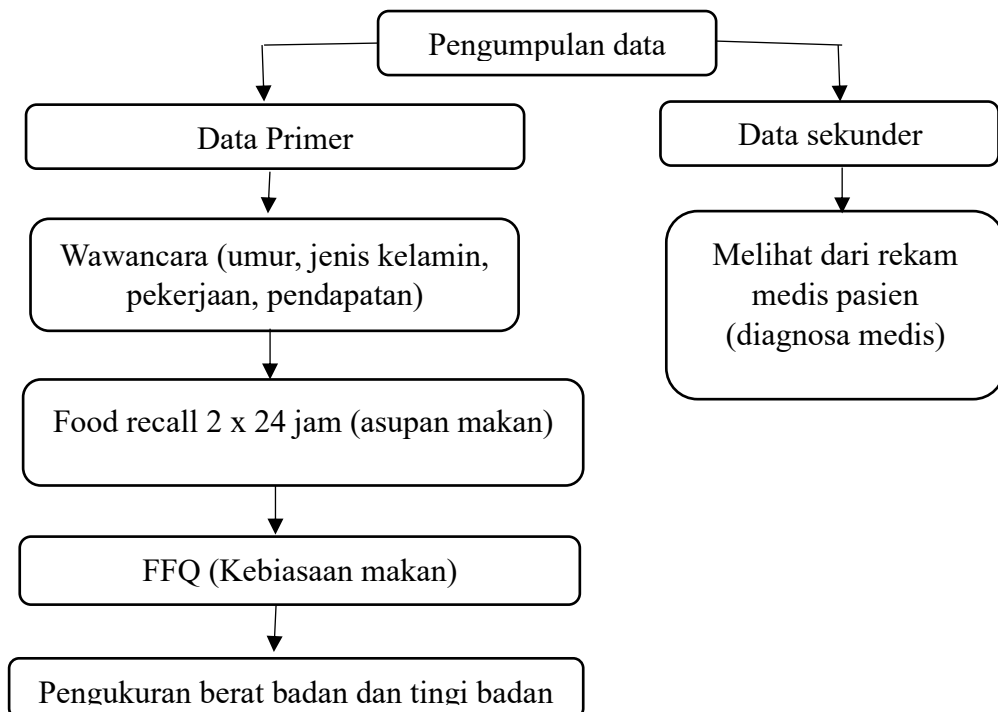 Pengumpulan data
Data Primer
Data sekunder
Wawancara (umur, jenis kelamin,
pekerjaan, pendapatan)
Melihat dari rekam
medis pasien
(diagnosa medis)
Food recall 2 x 24 jam (asupan makan)
FFQ (Kebiasaan makan)
Pengukuran berat badan dan tingi badan